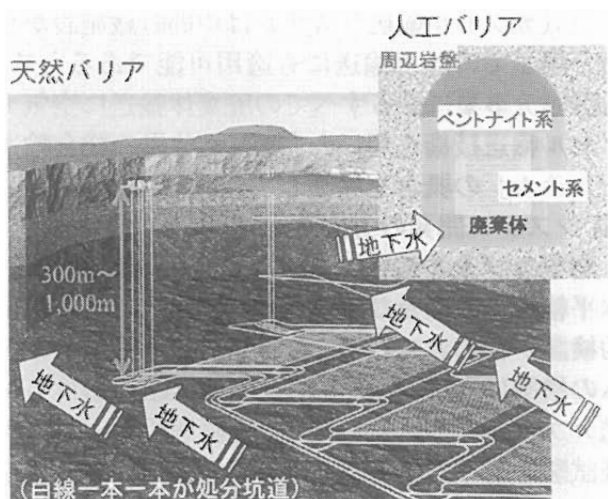 天然バリア
人工バリア
周辺岩盤
ベントナイト系
セメント系
廃棄体
地下水
300m～
1,000m
地下水
地下水
地下水
地下水
(白線一本一本が処分坑道)